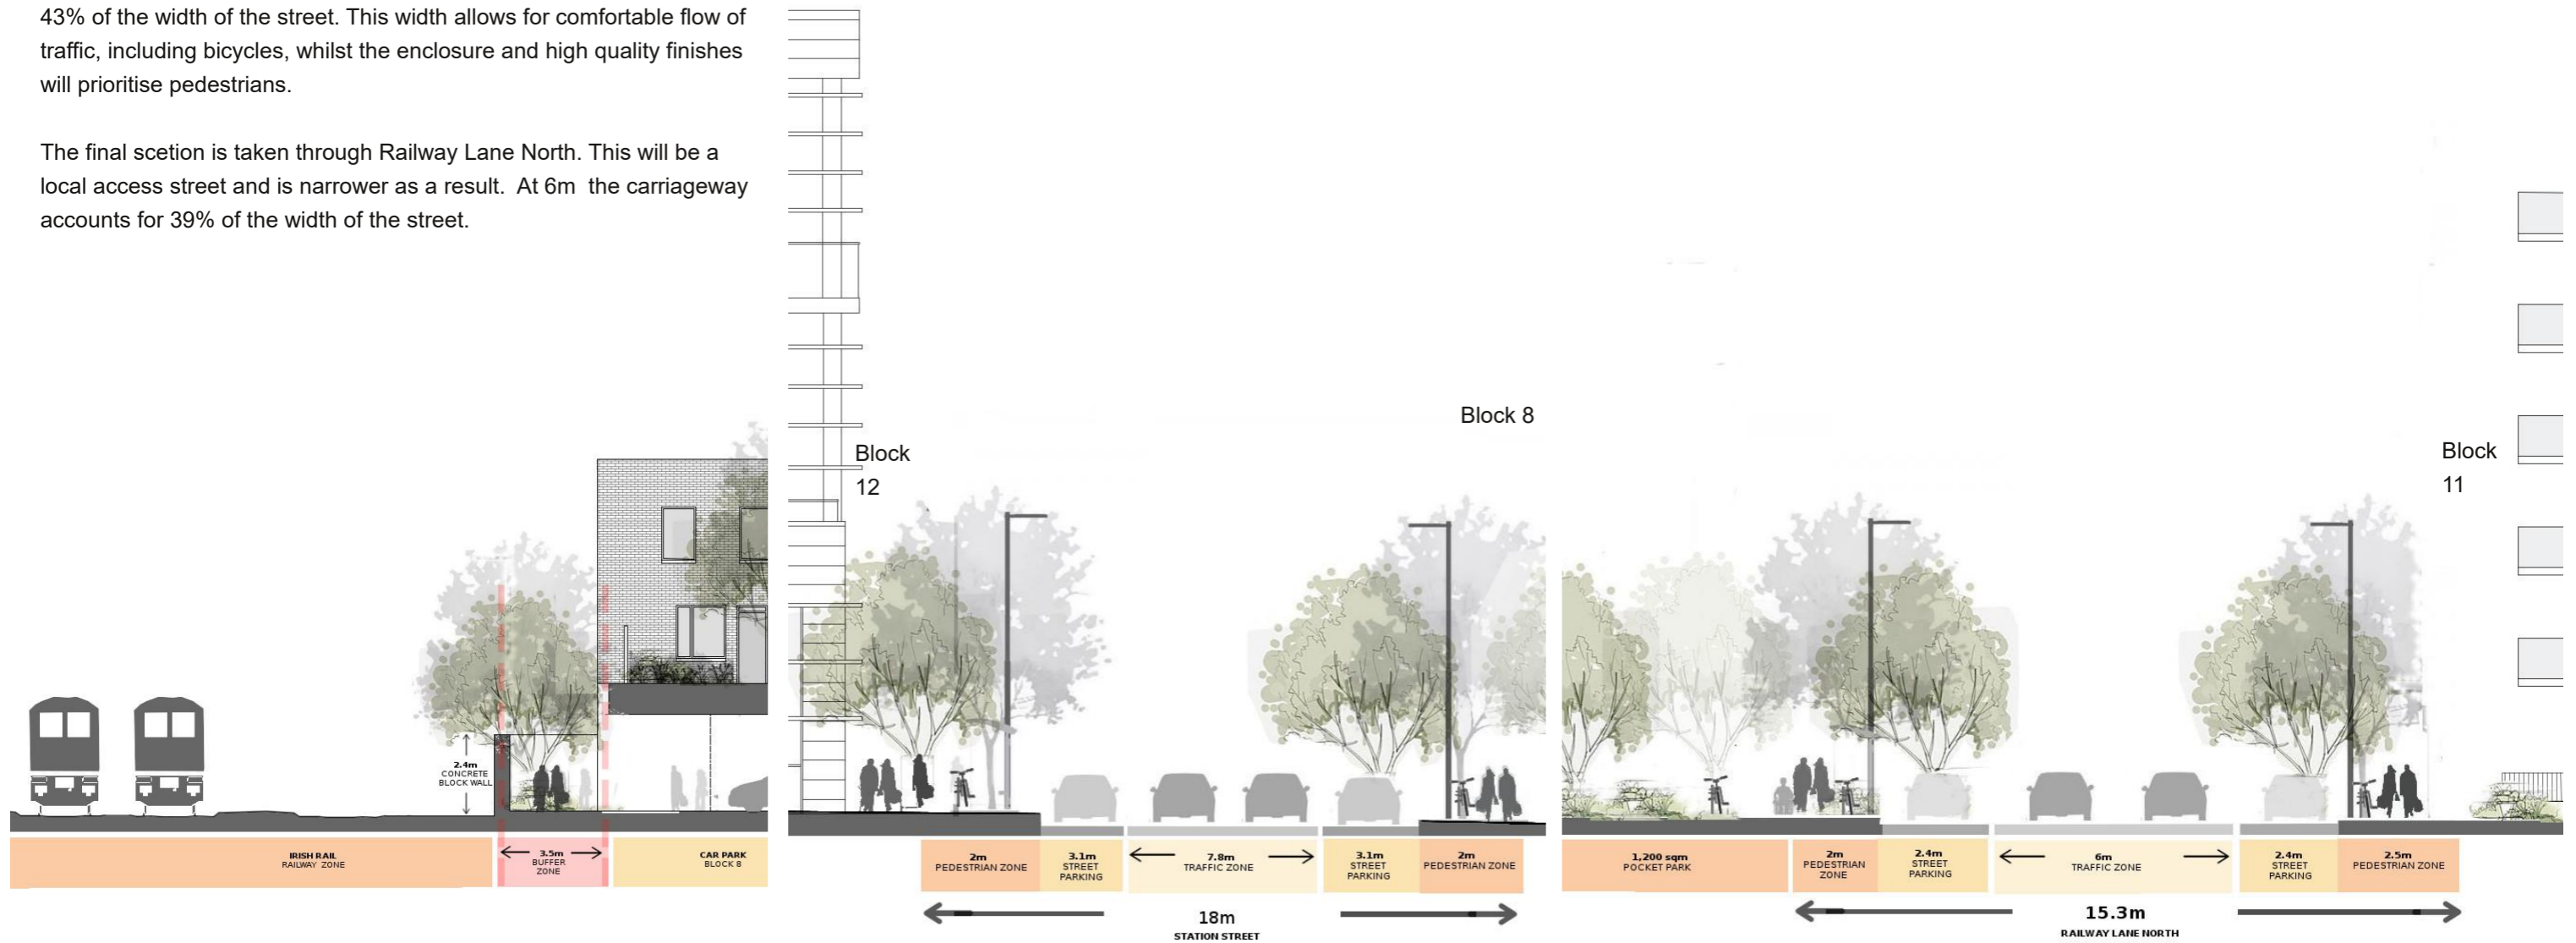 43% of the width of the street. This width allows for comfortable flow of
traffic, including bicycles, whilst the enclosure and high quality finishes
will prioritise pedestrians.
The final scetion is taken through Railway Lane North. This will be a
local access street and is narrower as a result.  At 6m  the carriageway
accounts for 39% of the width of the street.
2.4m
CONCRETE
BLOCK WALL
IRISH RAIL
RAILWAY ZONE
3.5m
BUFFER
ZONE
CAR PARK
BLOCK 8
Block
12
Block 8
2m
PEDESTRIAN ZONE
3.1m
STREET
PARKING
7.8m
TRAFFIC ZONE
3.1m
STREET
PARKING
2m
PEDESTRIAN ZONE
18m
STATION STREET
Block
11
1,200 sqm
POCKET PARK
2m
PEDESTRIAN
ZONE
2.4m
STREET
PARKING
6m
TRAFFIC ZONE
2.4m
STREET
PARKING
2.5m
PEDESTRIAN ZONE
15.3m
RAILWAY LANE NORTH